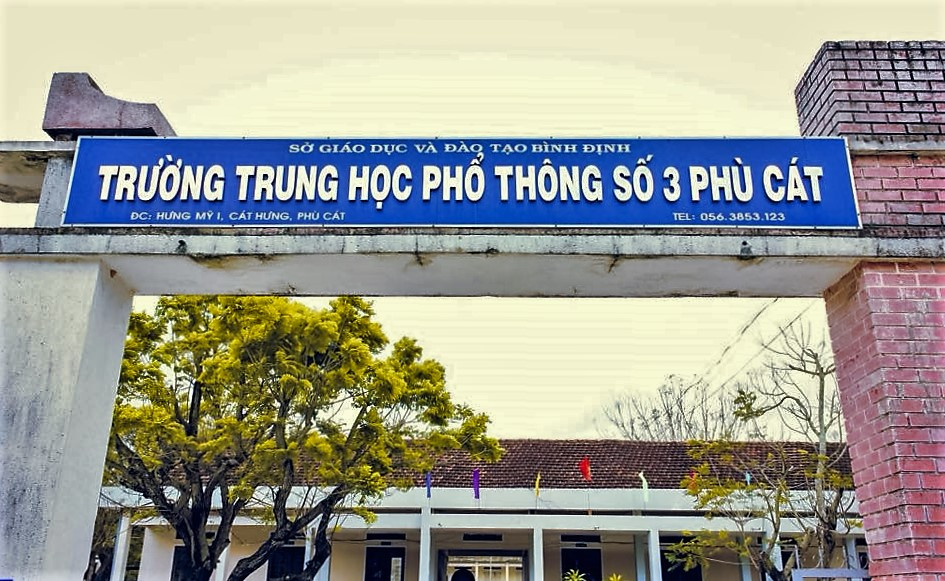 SỞ GIÁO DỤC VÀ ĐÀO TẠO BÌNH ĐỊNH
TRƯỜNG TRUNG HỌC PHỔ THÔNG SỐ 3 PHÙ CÁT
ĐC: HƯNG MỸ I, CÁT HƯNG, PHÙ CÁT
TEL: 056.3853.123